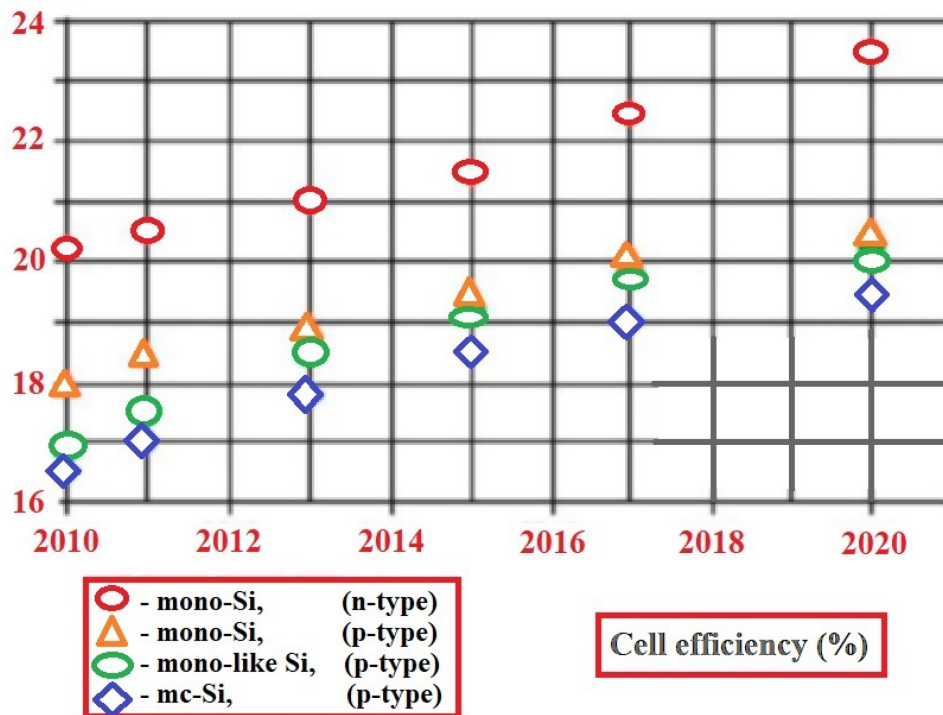 24
22
20
18
16
2010 2012 2014 2016 2018 2020
- mono-Si, (n-type)
- mono-Si, (p-type)
- mono-like Si, (p-type)
- mc-Si, (p-type)
Cell efficiency (%)